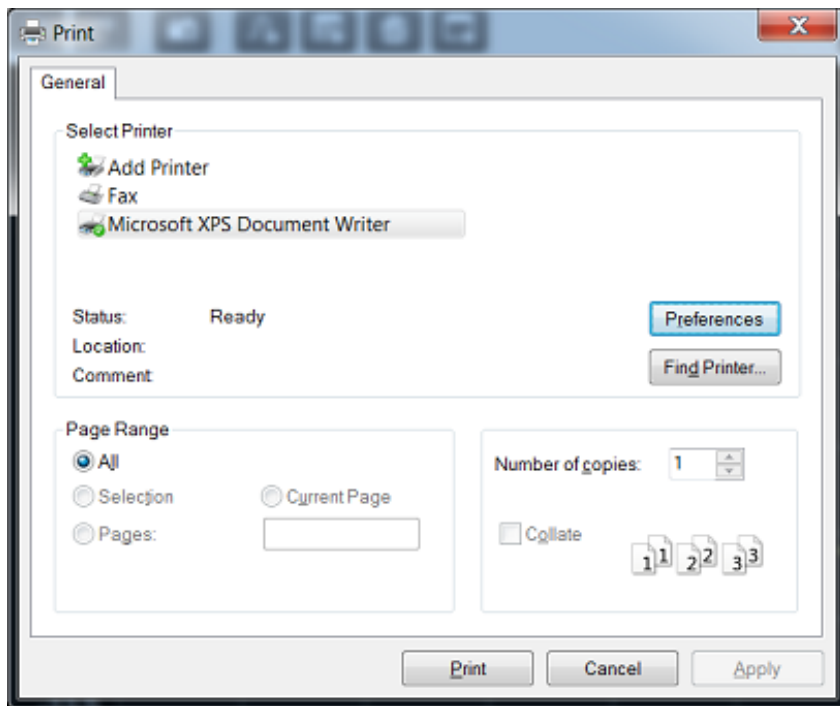 Print
General
Select Printer
Add Printer
Fax
Microsoft XPS Document Writer
Status: Ready
Preferences
Location:
Find Printer...
Comment:
Page Range
All
Number of copies: 1
Selection Current Page
Pages:
Collate
1 1 2 2 3 3
Print Cancel Apply